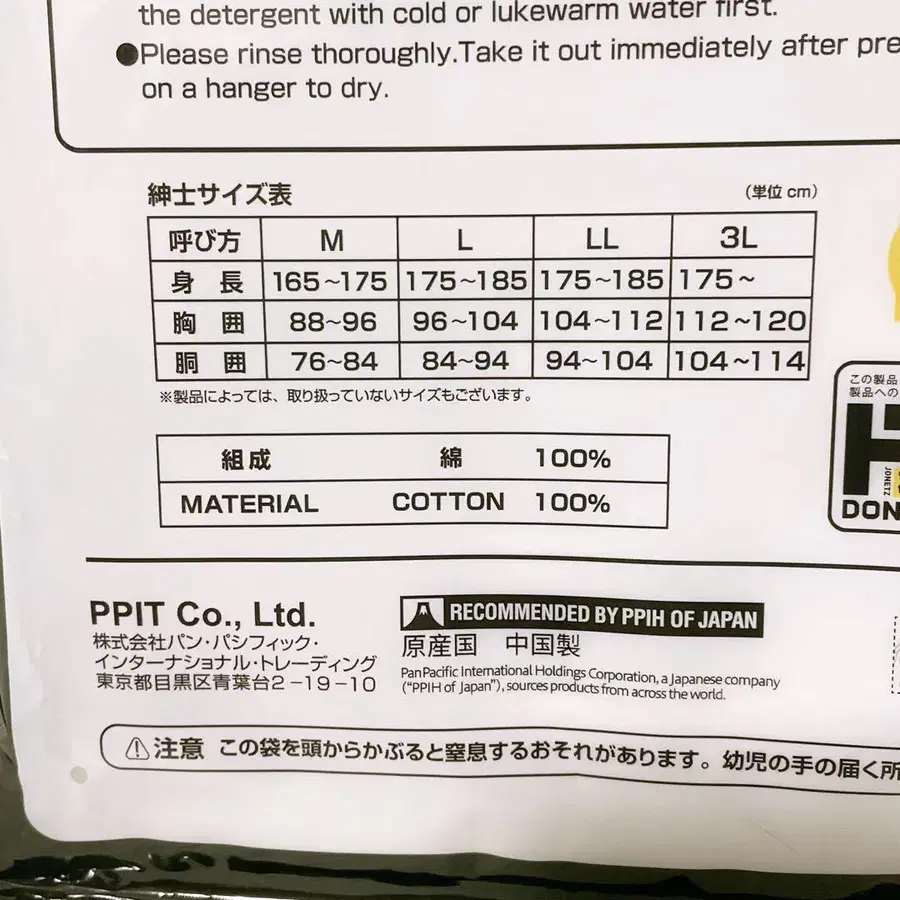 the detergent with cold or lukewarm water first.
●Please rinse thoroughly.Take it out immediately after pre
on a hanger to dry.
紳士サイズ表 (単位 cm)
呼び方 M L LL 3L
身 長 165~175 175~185 175~185 175~
胸 囲 88~96 96~104 104~112 112~120
胴 囲 76~84 84~94 94~104 104~114
※製品によっては、取り扱っていないサイズもございます。
組成 綿 100%
MATERIAL COTTON 100%
この製品
製品への
JONETZ
DON
PPIT Co., Ltd.
株式会社パン・パシフィック・
インターナショナル・トレーディング
東京都目黒区青葉台2-19-10
RECOMMENDED BY PPIH OF JAPAN
原産国 中国製
Pan Pacific International Holdings Corporation, a Japanese company
("PPIH of Japan"), sources products from across the world.
⚠注意 この袋を頭からかぶると窒息するおそれがあります。幼児の手の届く所